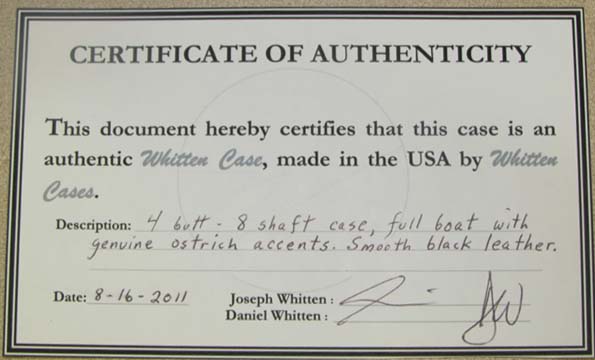 CERTIFICATE OF AUTHENTICITY
This document hereby certifies that this case is an
authentic Whitten Case, made in the USA by Whitten
Cases.
Description: 4 butt - 8 shaft case, full boat with
genuine ostrich accents. Smooth black leather.
Date: 8-16-2011 Joseph Whitten :
Daniel Whitten :